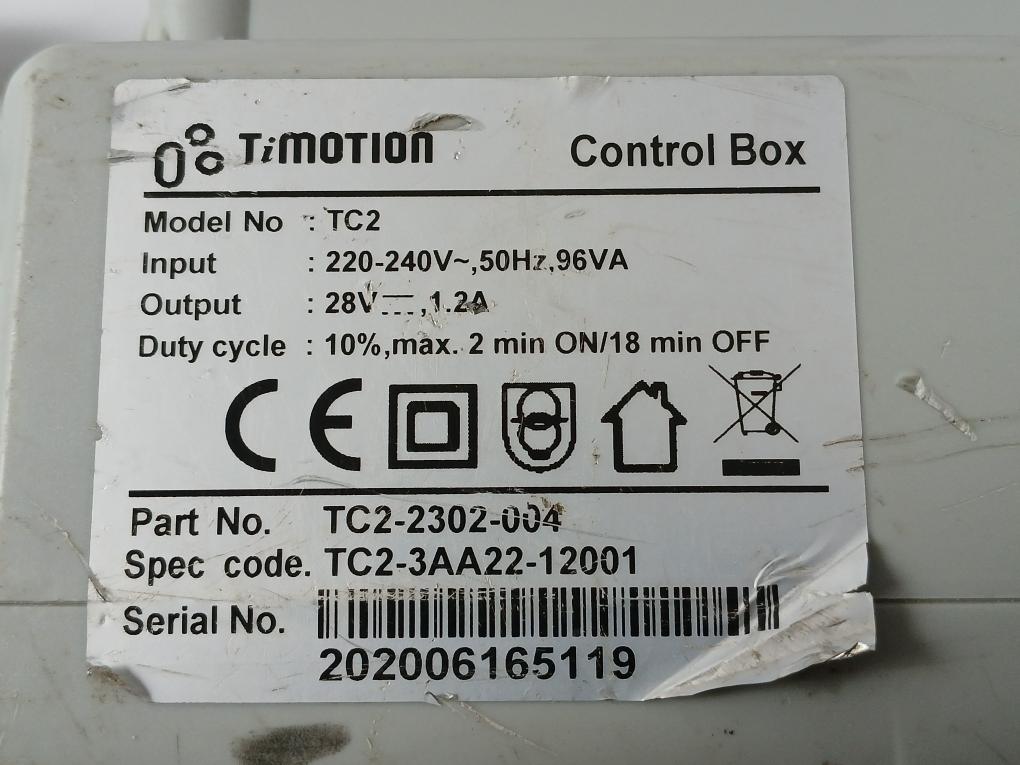 TiMOTION Control Box
Model No : TC2
Input : 220-240V~,50Hz,96VA
Output : 28V⎓,1.2A
Duty cycle : 10%,max. 2 min ON/18 min OFF
CE
Part No. TC2-2302-004
Spec code. TC2-3AA22-12001
Serial No.
202006165119